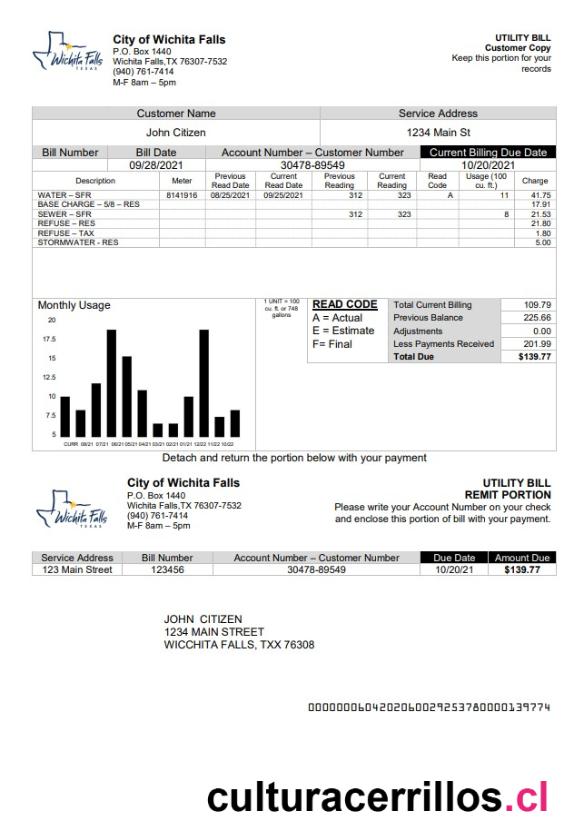 Wichita Falls
TEXAS
City of Wichita Falls
P.O. Box 1440
Wichita Falls,TX 76307-7532
(940) 761-7414
M-F 8am – 5pm
UTILITY BILL
Customer Copy
Keep this portion for your
records
Customer Name Service Address
John Citizen 1234 Main St
Bill Number Bill Date Account Number – Customer Number Current Billing Due Date
09/28/2021 30478-89549 10/20/2021
Description Meter Previous Read Date Current Read Date Previous Reading Current Reading Read Code Usage (100 cu. ft.) Charge
WATER – SFR 8141916 08/25/2021 09/25/2021 312 323 A 11 41.75
BASE CHARGE – 5/8 – RES 17.91
SEWER – SFR 312 323 8 21.53
REFUSE – RES 21.80
REFUSE – TAX 1.80
STORMWATER - RES 5.00
Monthly Usage
20
17.5
15
12.5
10
7.5
5
CURR 08/21 07/21 06/21 05/21 04/21 03/21 02/21 01/21 12/22 11/22 10/22
1 UNIT = 100
cu. ft. or 748
gallons
READ CODE
A = Actual
E = Estimate
F= Final
Total Current Billing 109.79
Previous Balance 225.66
Adjustments 0.00
Less Payments Received 201.99
Total Due $139.77
Detach and return the portion below with your payment
Wichita Falls
TEXAS
City of Wichita Falls
P.O. Box 1440
Wichita Falls,TX 76307-7532
(940) 761-7414
M-F 8am – 5pm
UTILITY BILL
REMIT PORTION
Please write your Account Number on your check
and enclose this portion of bill with your payment.
Service Address Bill Number Account Number – Customer Number Due Date Amount Due
123 Main Street 123456 30478-89549 10/20/21 $139.77
JOHN CITIZEN
1234 MAIN STREET
WICCHITA FALLS, TXX 76308
0000000604202060029253780000139774
culturacerrillos.cl